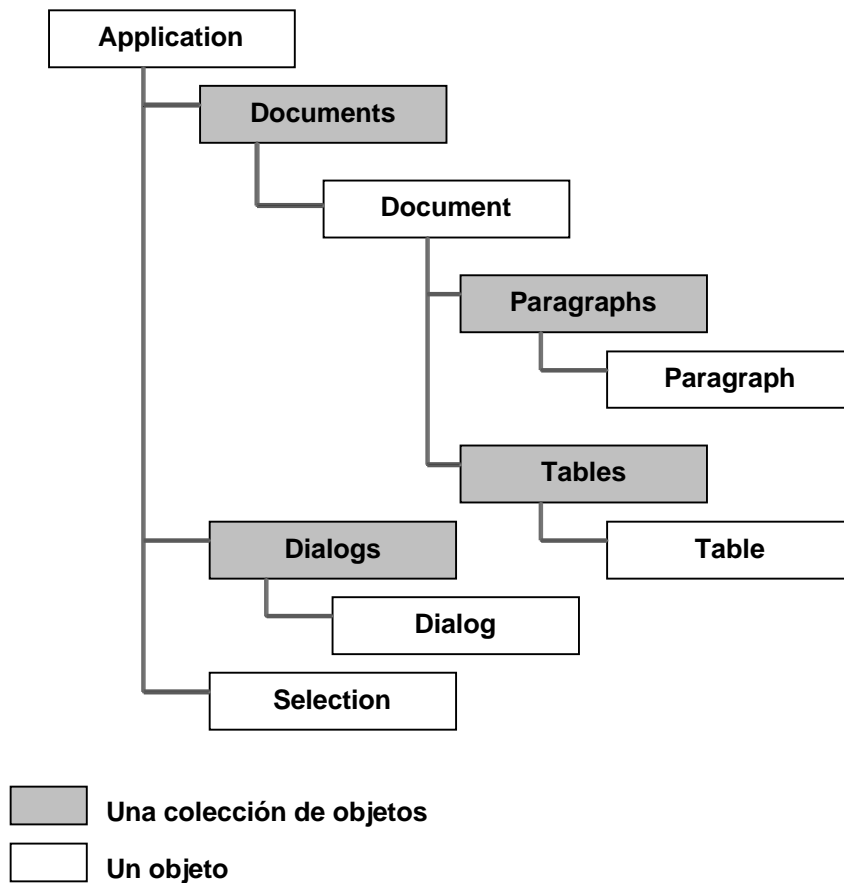 Application
Documents
Document
Paragraphs
Paragraph
Tables
Table
Dialogs
Dialog
Selection
Una colección de objetos
Un objeto